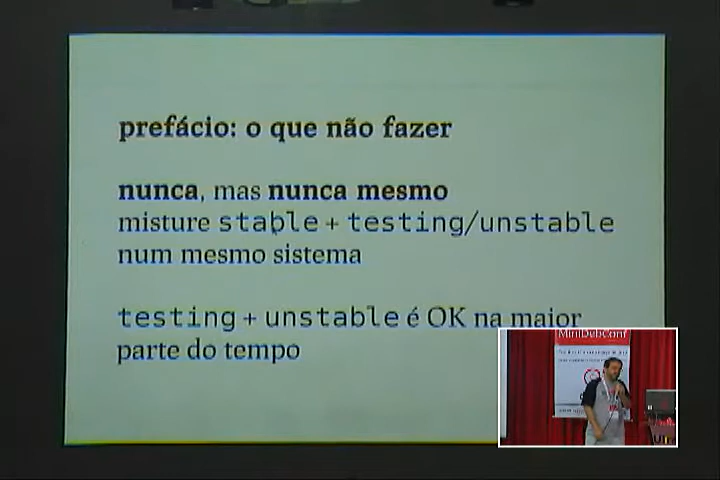 prefácio: o que não fazer
nunca, mas nunca mesmo
misture stable + testing/unstable
num mesmo sistema
testing + unstable é OK na maior
parte do tempo
MiniDebConf